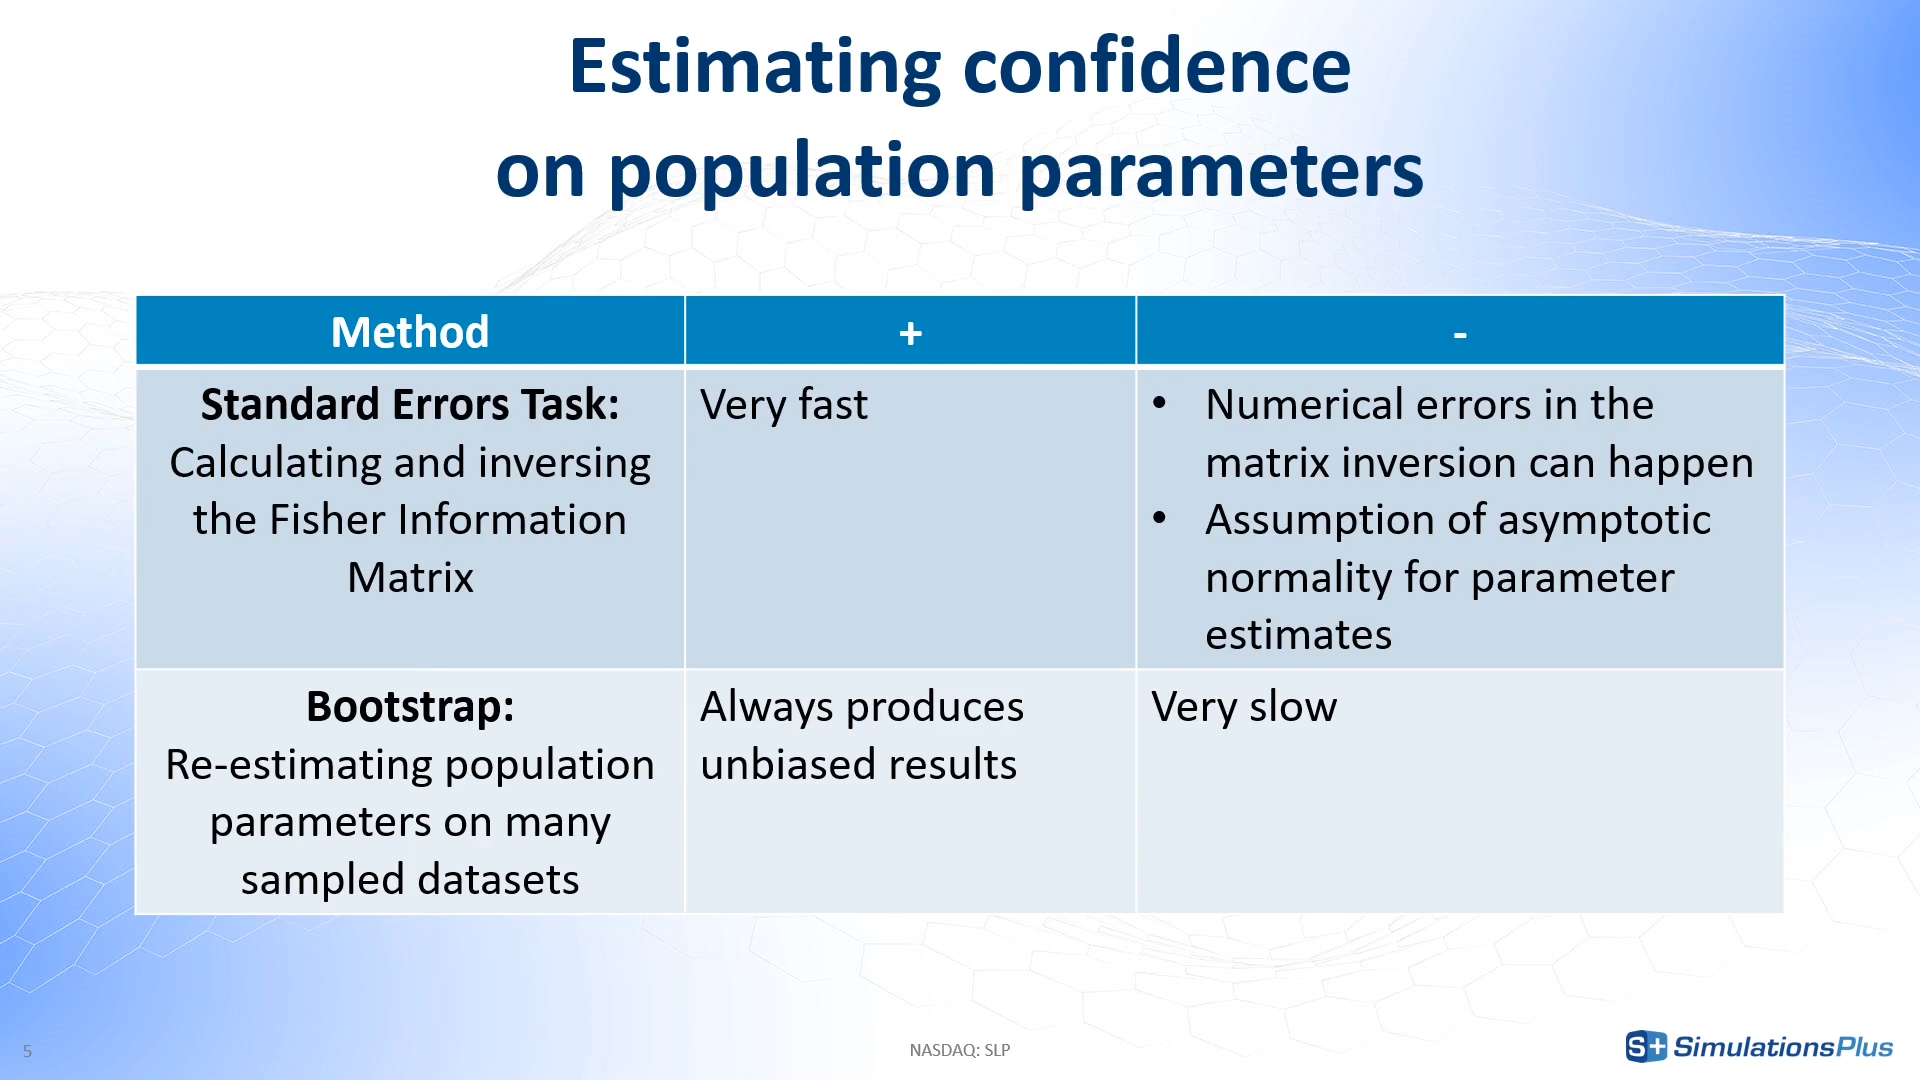 Estimating confidence
on population parameters
Method
+
-
Standard Errors Task:
Calculating and inversing
the Fisher Information
Matrix
Very fast
• Numerical errors in the
matrix inversion can happen
• Assumption of asymptotic
normality for parameter
estimates
Bootstrap:
Re-estimating population
parameters on many
sampled datasets
Always produces
unbiased results
Very slow
5
NASDAQ: SLP
S+ SimulationsPlus